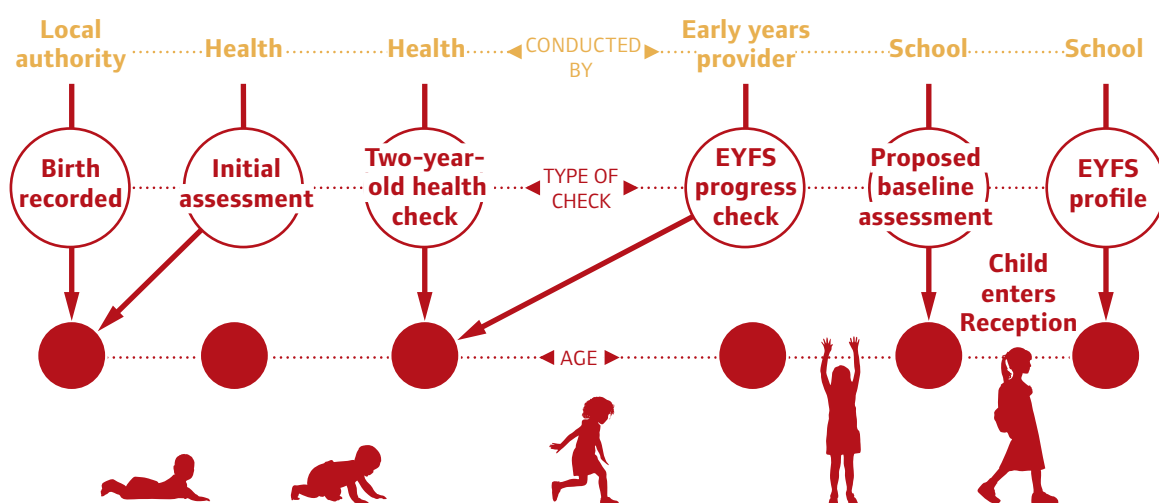 Local
authority
Health
Health
CONDUCTED
BY
Early years
provider
School
School
Birth
recorded
Initial
assessment
Two-year-
old health
check
TYPE OF
CHECK
EYFS
progress
check
Proposed
baseline
assessment
EYFS
profile
Child
enters
Reception
AGE